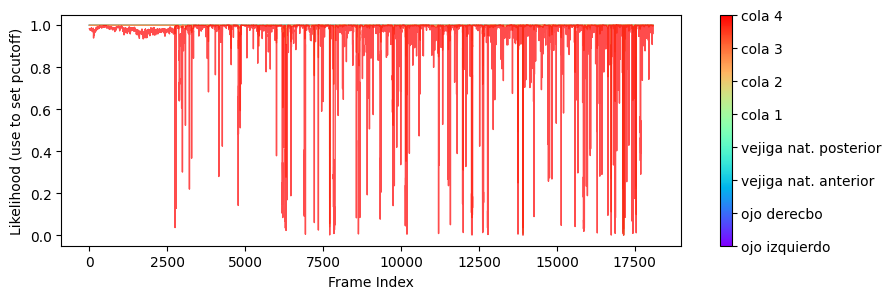 Likelihood (use to set pcutoff)
1.0
0.8
0.6
0.4
0.2
0.0
0 2500 5000 7500 10000 12500 15000 17500
Frame Index
cola 4
cola 3
cola 2
cola 1
vejiga nat. posterior
vejiga nat. anterior
ojo derecbo
ojo izquierdo